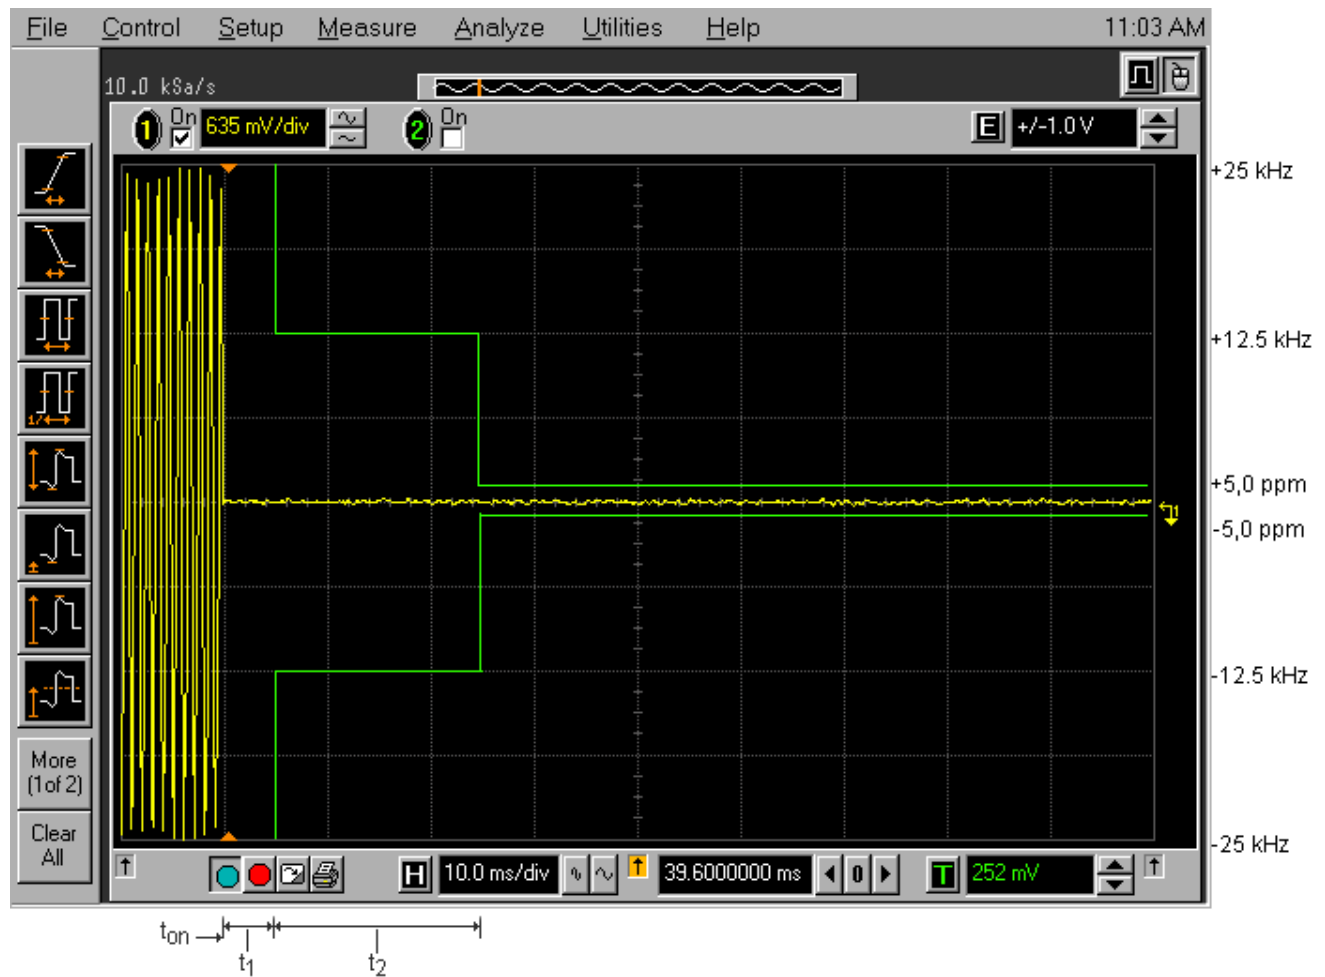 File Control Setup Measure Analyze Utilities Help 11:03 AM
10.0 kSa/s
1 On 635 mV/div 2 On E +/-1.0 V
+25 kHz
+12.5 kHz
+5,0 ppm
1
-5,0 ppm
-12.5 kHz
1/
More
(1of 2)
Clear
All
-25 kHz
H 10.0 ms/div 39.6000000 ms 0 T 252 mV
ton
t1
t2